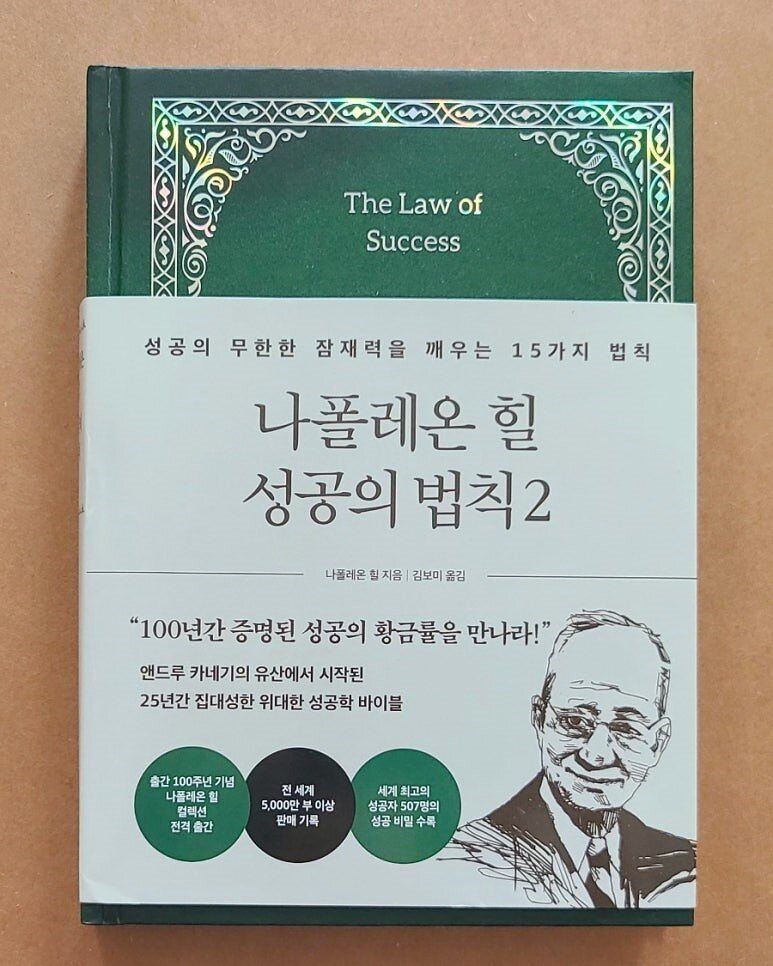 The Law of
Success
성공의 무한한 잠재력을 깨우는 15가지 법칙
나폴레온 힐
성공의 법칙2
나폴레온 힐 지음 | 김보미 옮김
“100년간 증명된 성공의 황금률을 만나라!”
앤드루 카네기의 유산에서 시작된
25년간 집대성한 위대한 성공학 바이블
출간 100주년 기념
나폴레온 힐
컬렉션
전격 출간
전 세계
5,000만 부 이상
판매 기록
세계 최고의
성공자 507명의
성공 비밀 수록